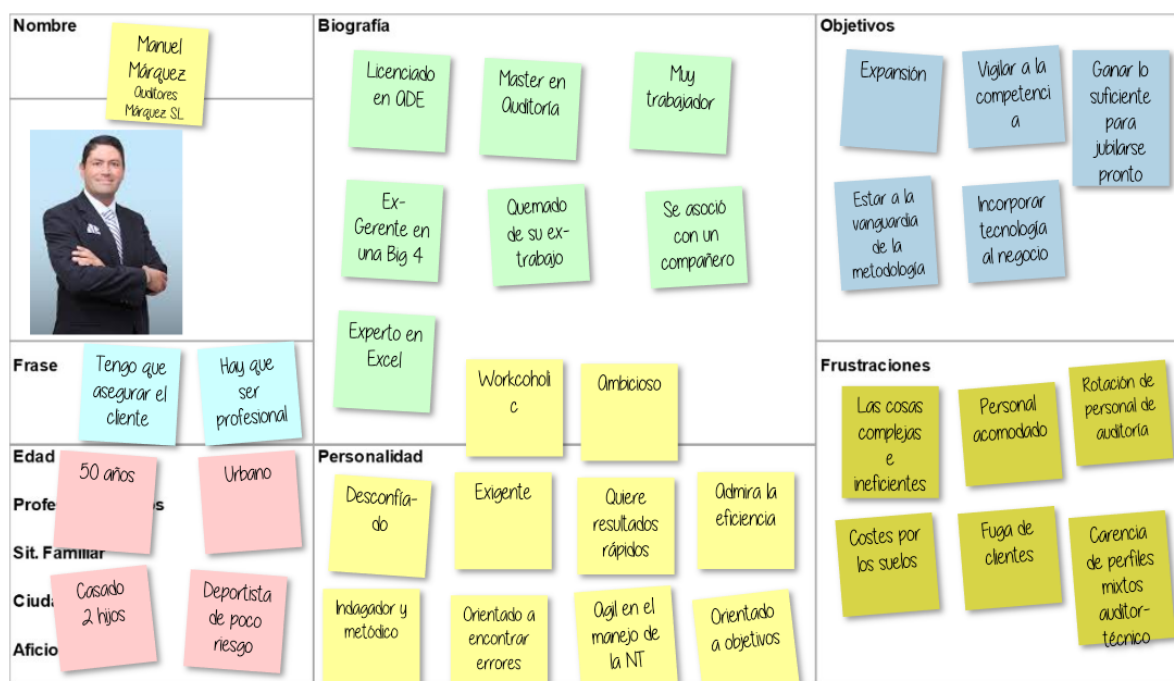 Nombre
Manuel
Márquez
Auditores
Márquez SL
Biografía
Licenciado
en ADE
Master en
Auditoría
Muy
trabajador
Ex-
Gerente en
una Big 4
Quemado
de su ex-
trabajo
Se asoció
con un
compañero
Experto en
Excel
Objetivos
Expansión
Vigilar a la
competenci
a
Ganar lo
suficiente
para
jubilarse
pronto
Estar a la
vanguardia
de la
metodología
Incorporar
tecnología
al negocio
Frase
Tengo que
asegurar el
cliente
Hay que
ser
profesional
Workcoholi
c
Ambicioso
Frustraciones
Las cosas
complejas
e
ineficientes
Personal
acomodado
Rotación de
personal de
auditoría
Costes por
los suelos
Fuga de
clientes
Carencia
de perfiles
mixtos
auditor-
técnico
Edad
50 años
Urbano
Sit. Familiar
Casado
2 hijos
Deportista
de poco
riesgo
Personalidad
Desconfía-
do
Exigente
Quiere
resultados
rápidos
Admira la
eficiencia
Indagador y
metódico
Orientado a
encontrar
errores
Agil en el
manejo de
la NT
Orientado
a objetivos